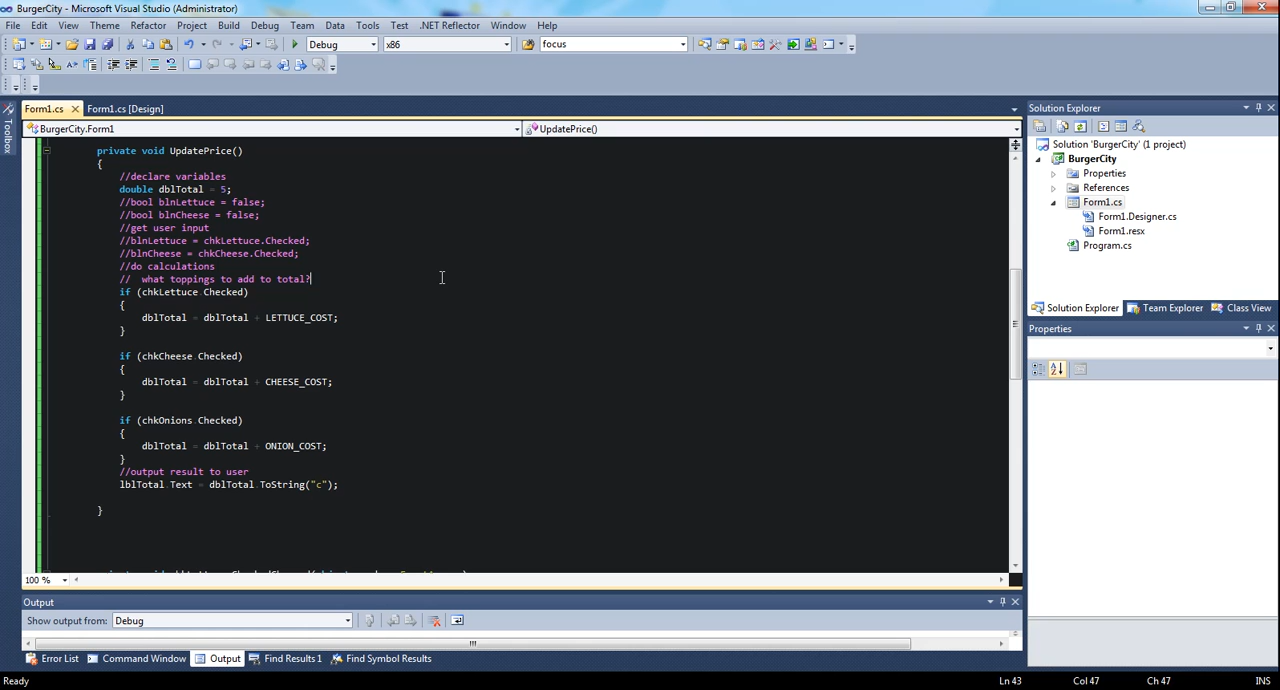 BurgerCity - Microsoft Visual Studio (Administrator)
File Edit View Theme Refactor Project Build Debug Team Data Tools Test .NET Reflector Window Help
Debug x86 focus
Form1.cs Form1.cs [Design]
BurgerCity.Form1 UpdatePrice()
private void UpdatePrice()
{
//declare variables
double dblTotal = 5;
//bool blnLettuce = false;
//bool blnCheese = false;
//get user input
//blnLettuce = chkLettuce.Checked;
//blnCheese = chkCheese.Checked;
//do calculations
// what toppings to add to total?
if (chkLettuce.Checked)
{
dblTotal = dblTotal + LETTUCE_COST;
}
if (chkCheese.Checked)
{
dblTotal = dblTotal + CHEESE_COST;
}
if (chkOnions.Checked)
{
dblTotal = dblTotal + ONION_COST;
}
//output result to user
lblTotal.Text = dblTotal.ToString("c");
}
100 %
Toolbox
Output
Show output from: Debug
Error List Command Window Output Find Results 1 Find Symbol Results
Solution Explorer
Solution 'BurgerCity' (1 project)
BurgerCity
Properties
References
Form1.cs
Form1.Designer.cs
Form1.resx
Program.cs
Solution Explorer Team Explorer Class View
Properties
Ready Ln 43 Col 47 Ch 47 INS